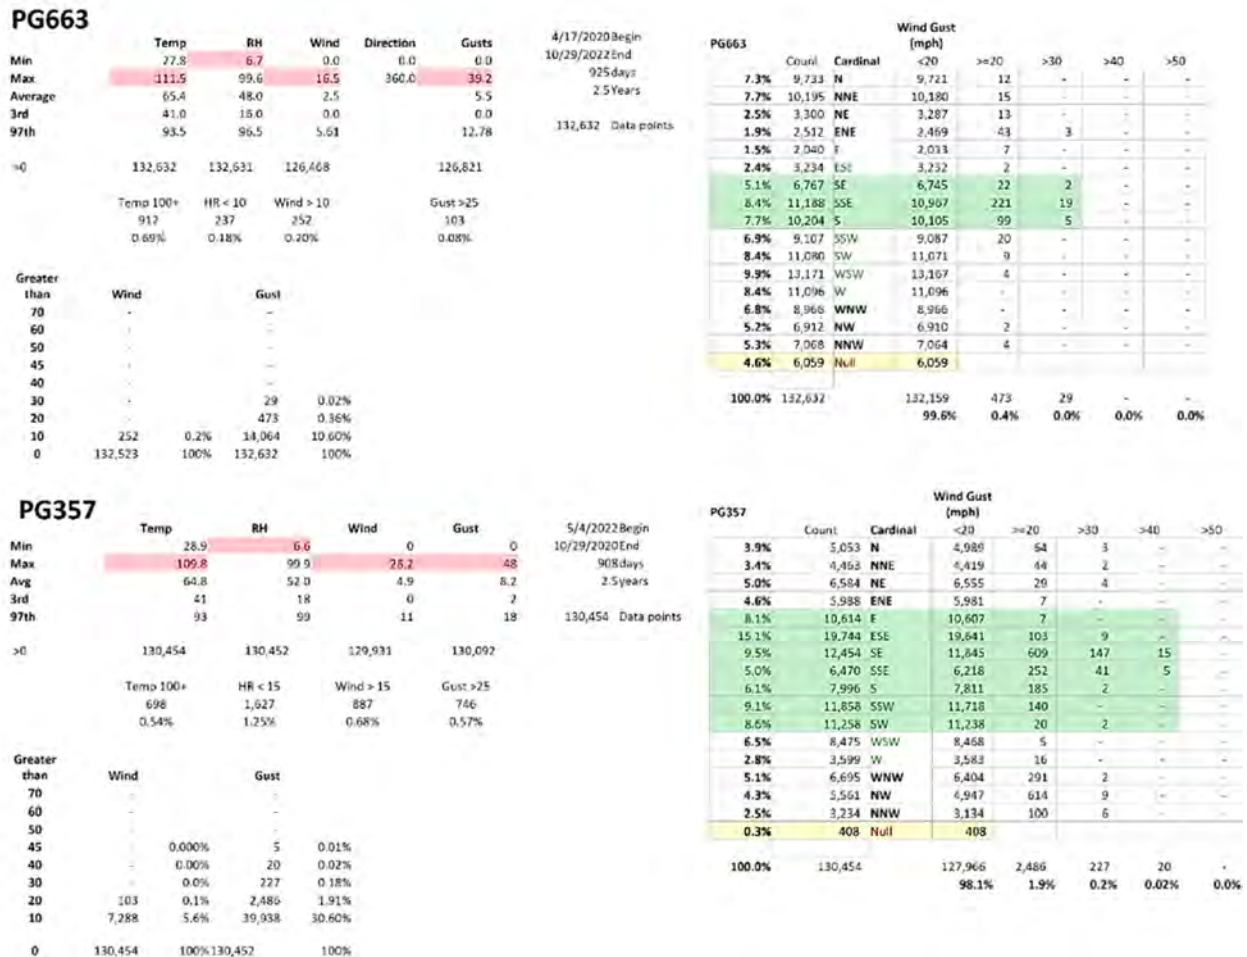 PG663
Temp RH Wind Direction Gusts
Min 27.8 6.7 0.0 0.0 0.0
Max 111.5 99.6 16.5 360.0 39.2
Average 65.4 48.0 2.5 5.5
3rd 41.0 16.0 0.0 0.0
97th 93.5 96.5 5.61 12.78
>0 132,632 132,631 126,468 126,821
Temp 100+ HR < 10 Wind > 10 Gust >25
912 237 252 103
0.69% 0.18% 0.20% 0.08%
4/17/2020 Begin
10/29/2022 End
925 days
2.5 Years
132,632 Data points
Greater
than Wind Gust
70 - -
60 - -
50 - -
45 - -
40 - -
30 - 29 0.02%
20 - 473 0.36%
10 252 0.2% 14,064 10.60%
0 132,523 100% 132,632 100%
Wind Gust
PG663 (mph)
Count Cardinal <20 >=20 >30 >40 >50
7.3% 9,733 N 9,721 12 - - -
7.7% 10,195 NNE 10,180 15 - - -
2.5% 3,300 NE 3,287 13 - - -
1.9% 2,512 ENE 2,469 43 3 - -
1.5% 2,040 E 2,033 7 - - -
2.4% 3,234 ESE 3,232 2 - - -
5.1% 6,767 SE 6,745 22 2 - -
8.4% 11,188 SSE 10,967 221 19 - -
7.7% 10,204 S 10,105 99 5 - -
6.9% 9,107 SSW 9,087 20 - - -
8.4% 11,080 SW 11,071 9 - - -
9.9% 13,171 WSW 13,167 4 - - -
8.4% 11,096 W 11,096 - - - -
6.8% 8,966 WNW 8,966 - - - -
5.2% 6,912 NW 6,910 2 - - -
5.3% 7,068 NNW 7,064 4 - - -
4.6% 6,059 Null 6,059
100.0% 132,632 132,159 473 29 - -
99.6% 0.4% 0.0% 0.0% 0.0%
PG357
Temp RH Wind Gust
Min 28.9 6.6 0 0
Max 109.8 99.9 28.2 48
Avg 64.8 52.0 4.9 8.2
3rd 41 18 0 2
97th 93 99 11 18
>0 130,454 130,452 129,931 130,092
Temp 100+ HR < 15 Wind > 15 Gust >25
698 1,627 887 746
0.54% 1.25% 0.68% 0.57%
5/4/2022 Begin
10/29/2020 End
908 days
2.5 years
130,454 Data points
Greater
than Wind Gust
70 - -
60 - -
50 - -
45 - 0.000% 5 0.01%
40 - 0.00% 20 0.02%
30 - 0.0% 227 0.18%
20 103 0.1% 2,486 1.91%
10 7,288 5.6% 39,938 30.60%
0 130,454 100% 130,452 100%
Wind Gust
PG357 (mph)
Count Cardinal <20 >=20 >30 >40 >50
3.9% 5,053 N 4,989 64 3 - -
3.4% 4,463 NNE 4,419 44 2 - -
5.0% 6,584 NE 6,555 29 4 - -
4.6% 5,988 ENE 5,981 7 - - -
8.1% 10,614 E 10,607 7 - - -
15.1% 19,744 ESE 19,641 103 9 - -
9.5% 12,454 SE 11,845 609 147 15 -
5.0% 6,470 SSE 6,218 252 41 5 -
6.1% 7,996 S 7,811 185 2 - -
9.1% 11,858 SSW 11,718 140 - - -
8.6% 11,258 SW 11,238 20 2 - -
6.5% 8,475 WSW 8,468 5 - - -
2.8% 3,599 W 3,583 16 - - -
5.1% 6,695 WNW 6,404 291 2 - -
4.3% 5,561 NW 4,947 614 9 - -
2.5% 3,234 NNW 3,134 100 6 - -
0.3% 408 Null 408
100.0% 130,454 127,966 2,486 227 20 -
98.1% 1.9% 0.2% 0.02% 0.0%